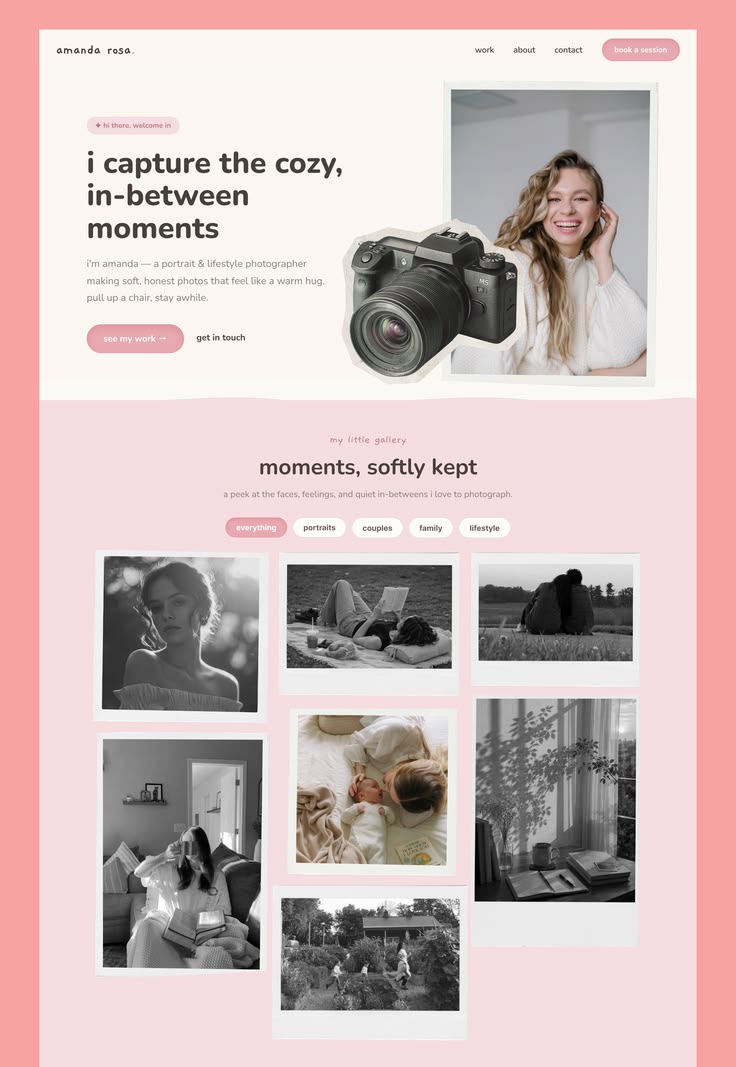 amanda rosa.
work about contact book a session
✦ hi there, welcome in
i capture the cozy,
in-between
moments
i'm amanda — a portrait & lifestyle photographer
making soft, honest photos that feel like a warm hug.
pull up a chair, stay awhile.
see my work → get in touch
my little gallery
moments, softly kept
a peek at the faces, feelings, and quiet in-betweens i love to photograph.
everything portraits couples family lifestyle